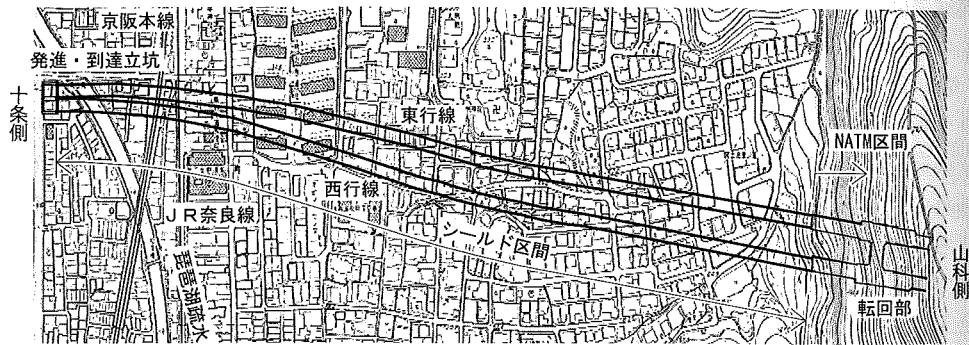 京阪本線
発進・到達立坑
十条側
東行線
NATM区間
西行線
JR奈良線
シールド区間
琵琶湖疏水
山科側
転回部